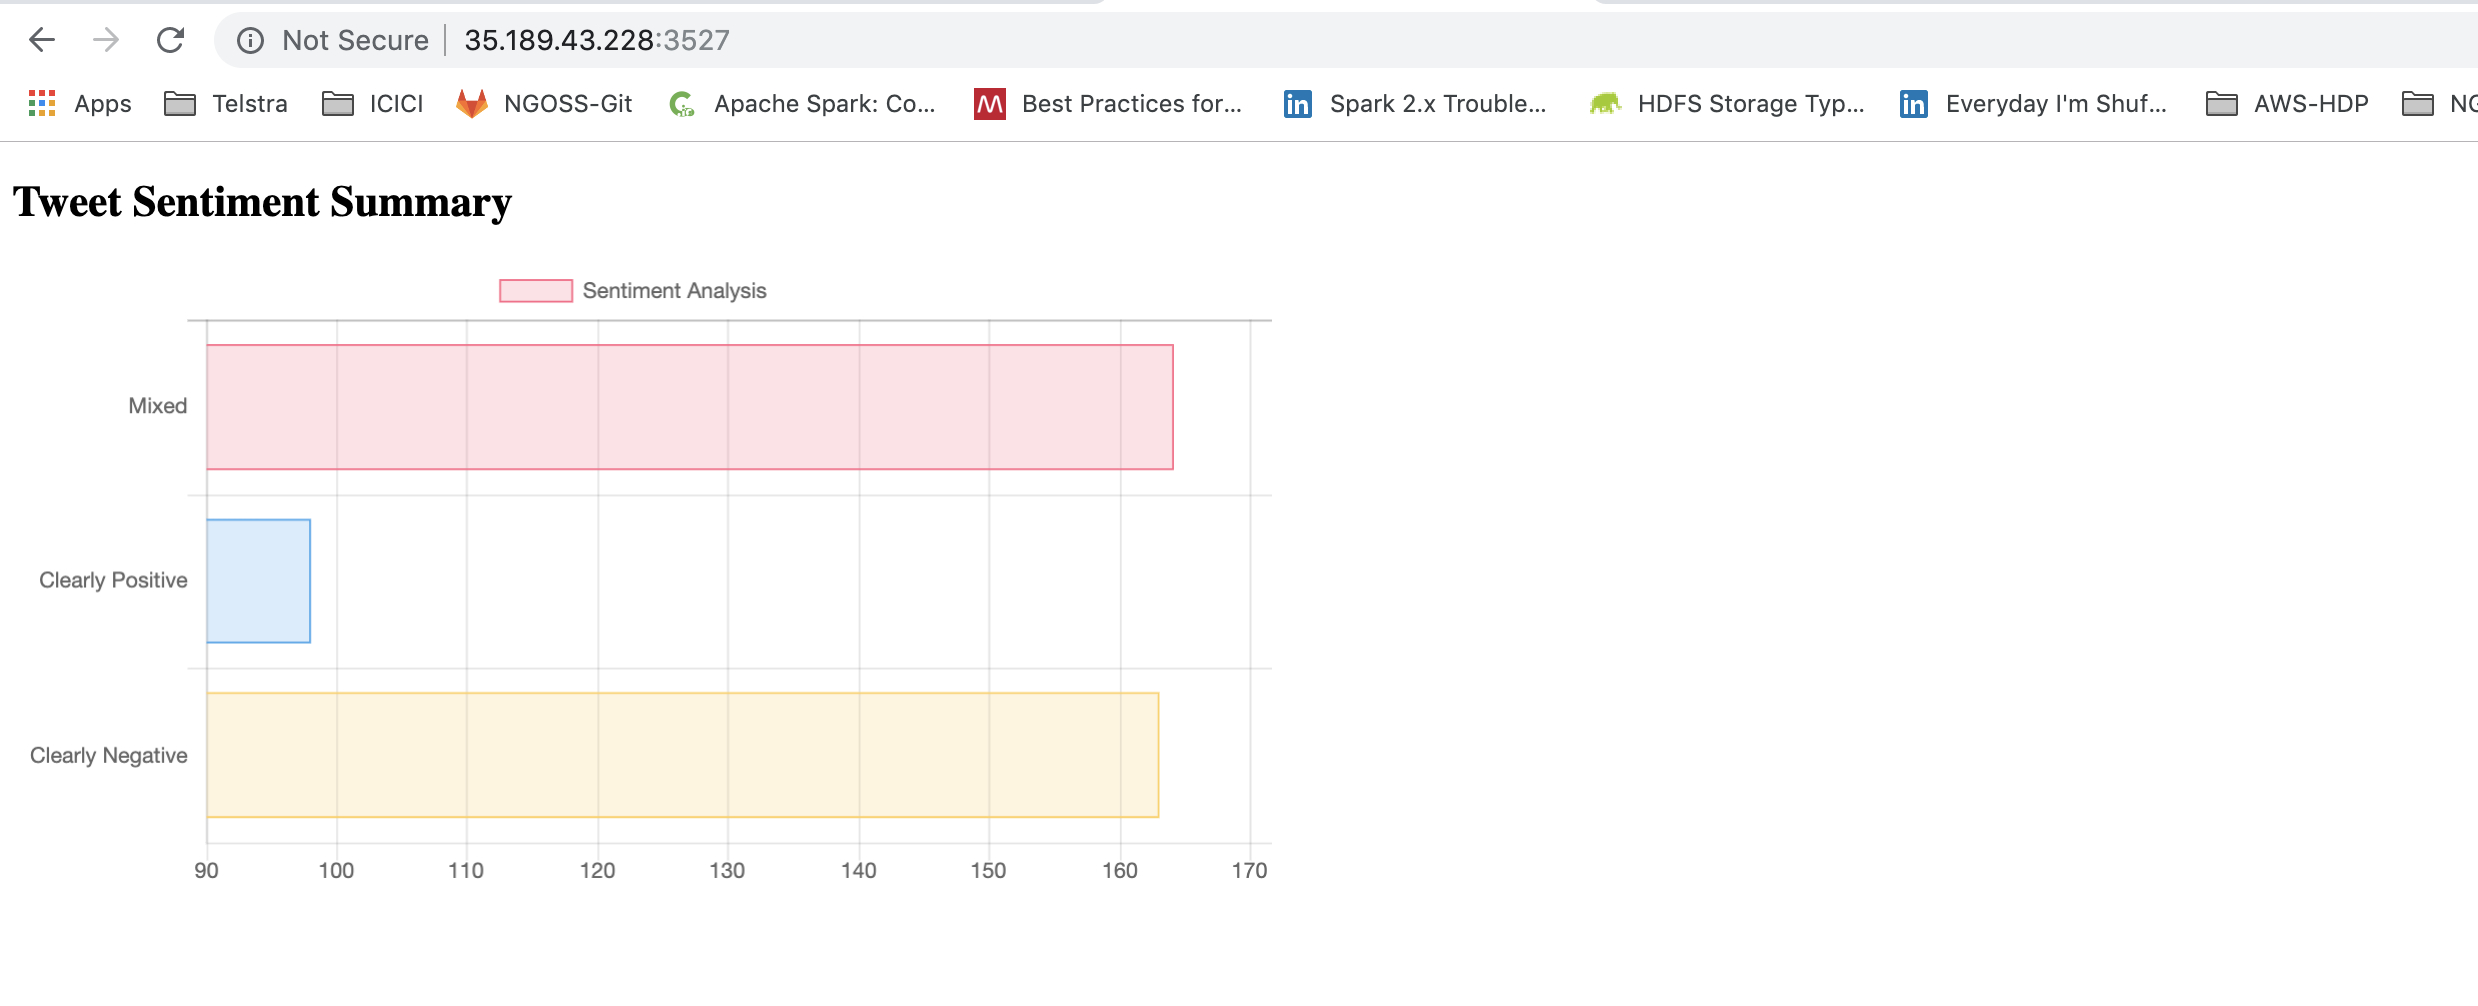 Not Secure 35.189.43.228:3527
Apps Telstra ICICI NGOSS-Git Apache Spark: Co... Best Practices for... Spark 2.x Trouble... HDFS Storage Typ... Everyday I'm Shuf... AWS-HDP NG
Tweet Sentiment Summary
Sentiment Analysis
Mixed
Clearly Positive
Clearly Negative
90 100 110 120 130 140 150 160 170